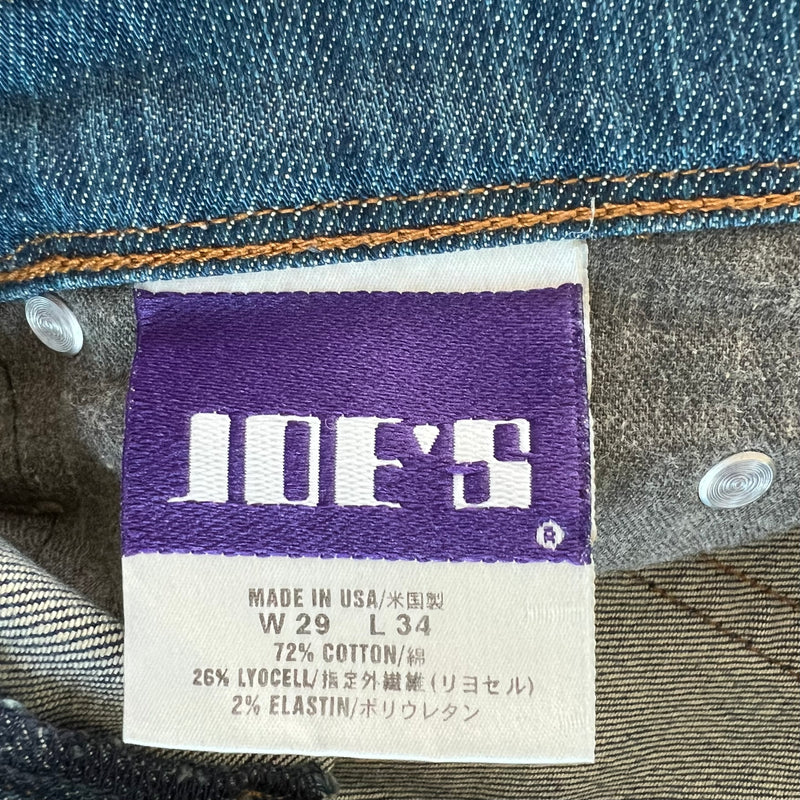 JOE'S
®
MADE IN USA/米国製
W 29 L 34
72% COTTON/綿
26% LYOCELL/指定外繊維(リヨセル)
2% ELASTIN/ポリウレタン